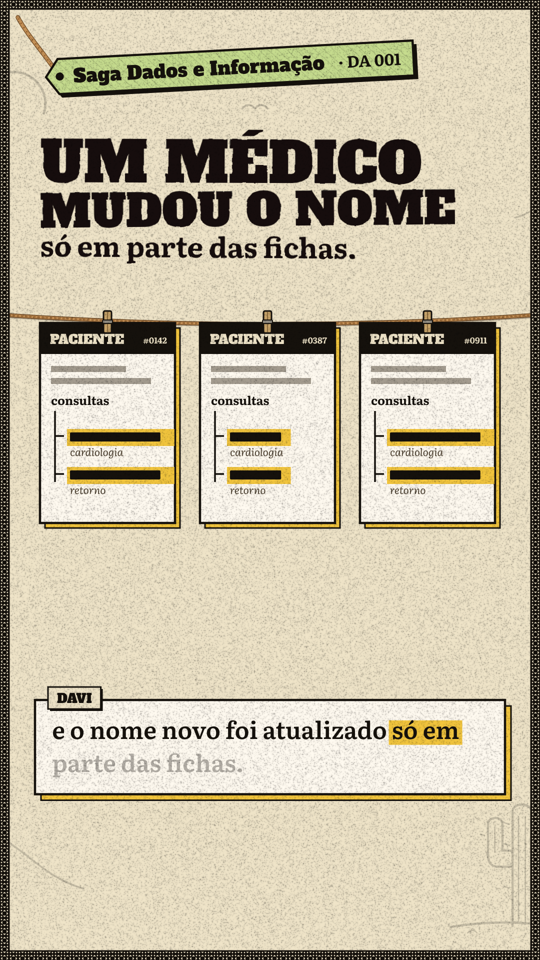 Saga Dados e Informação · DA 001
UM MÉDICO
MUDOU O NOME
só em parte das fichas.
PACIENTE #0142
consultas
cardiologia
retorno
PACIENTE #0387
consultas
cardiologia
retorno
PACIENTE #0911
consultas
cardiologia
retorno
DAVI
e o nome novo foi atualizado só em
parte das fichas.